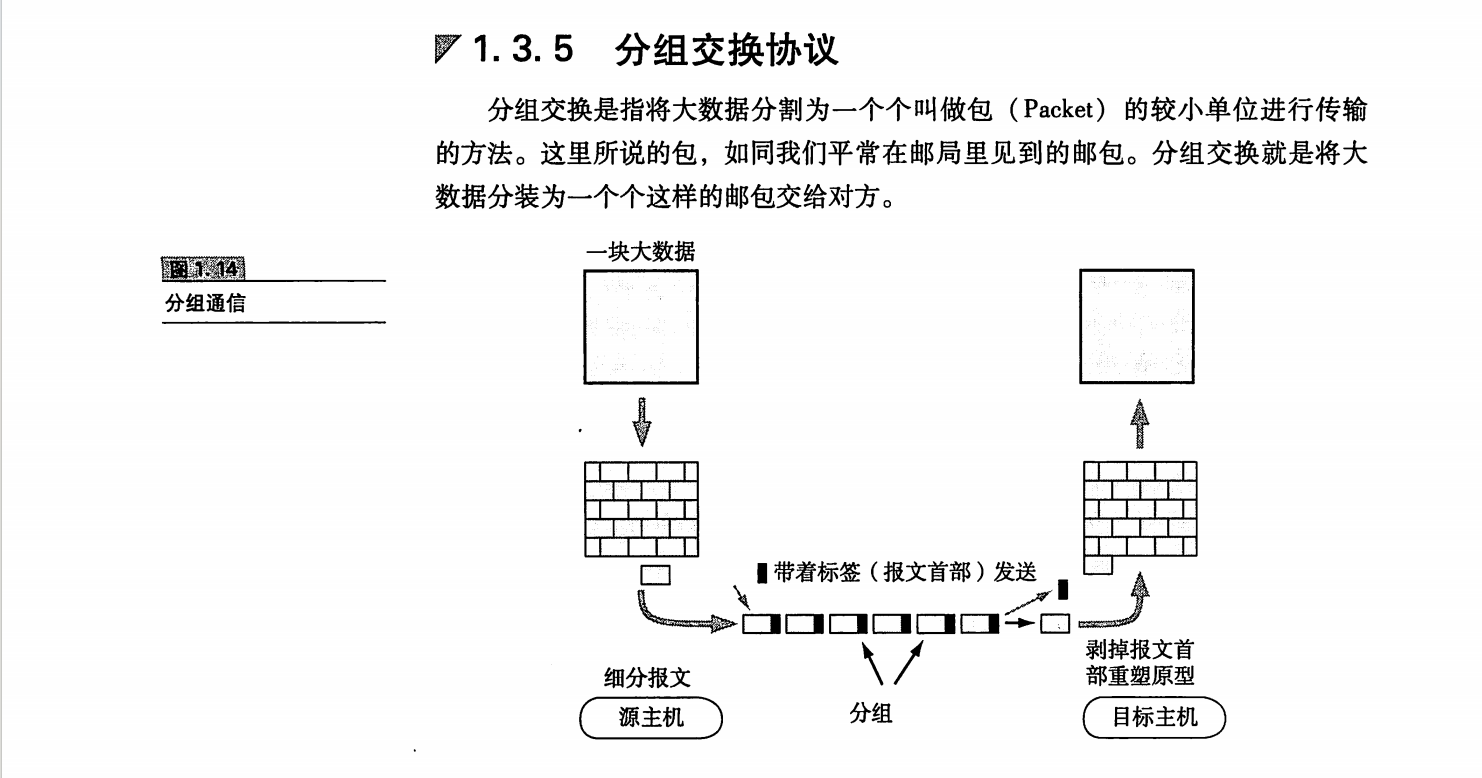 1.3.5 分组交换协议
分组交换是指将大数据分割为一个个叫做包（Packet）的较小单位进行传输
的方法。这里所说的包，如同我们平常在邮局里见到的邮包。分组交换就是将大
数据分装为一个个这样的邮包交给对方。
图1.14
分组通信
一块大数据
带着标签（报文首部）发送
剥掉报文首
部重塑原型
细分报文
源主机
分组
目标主机